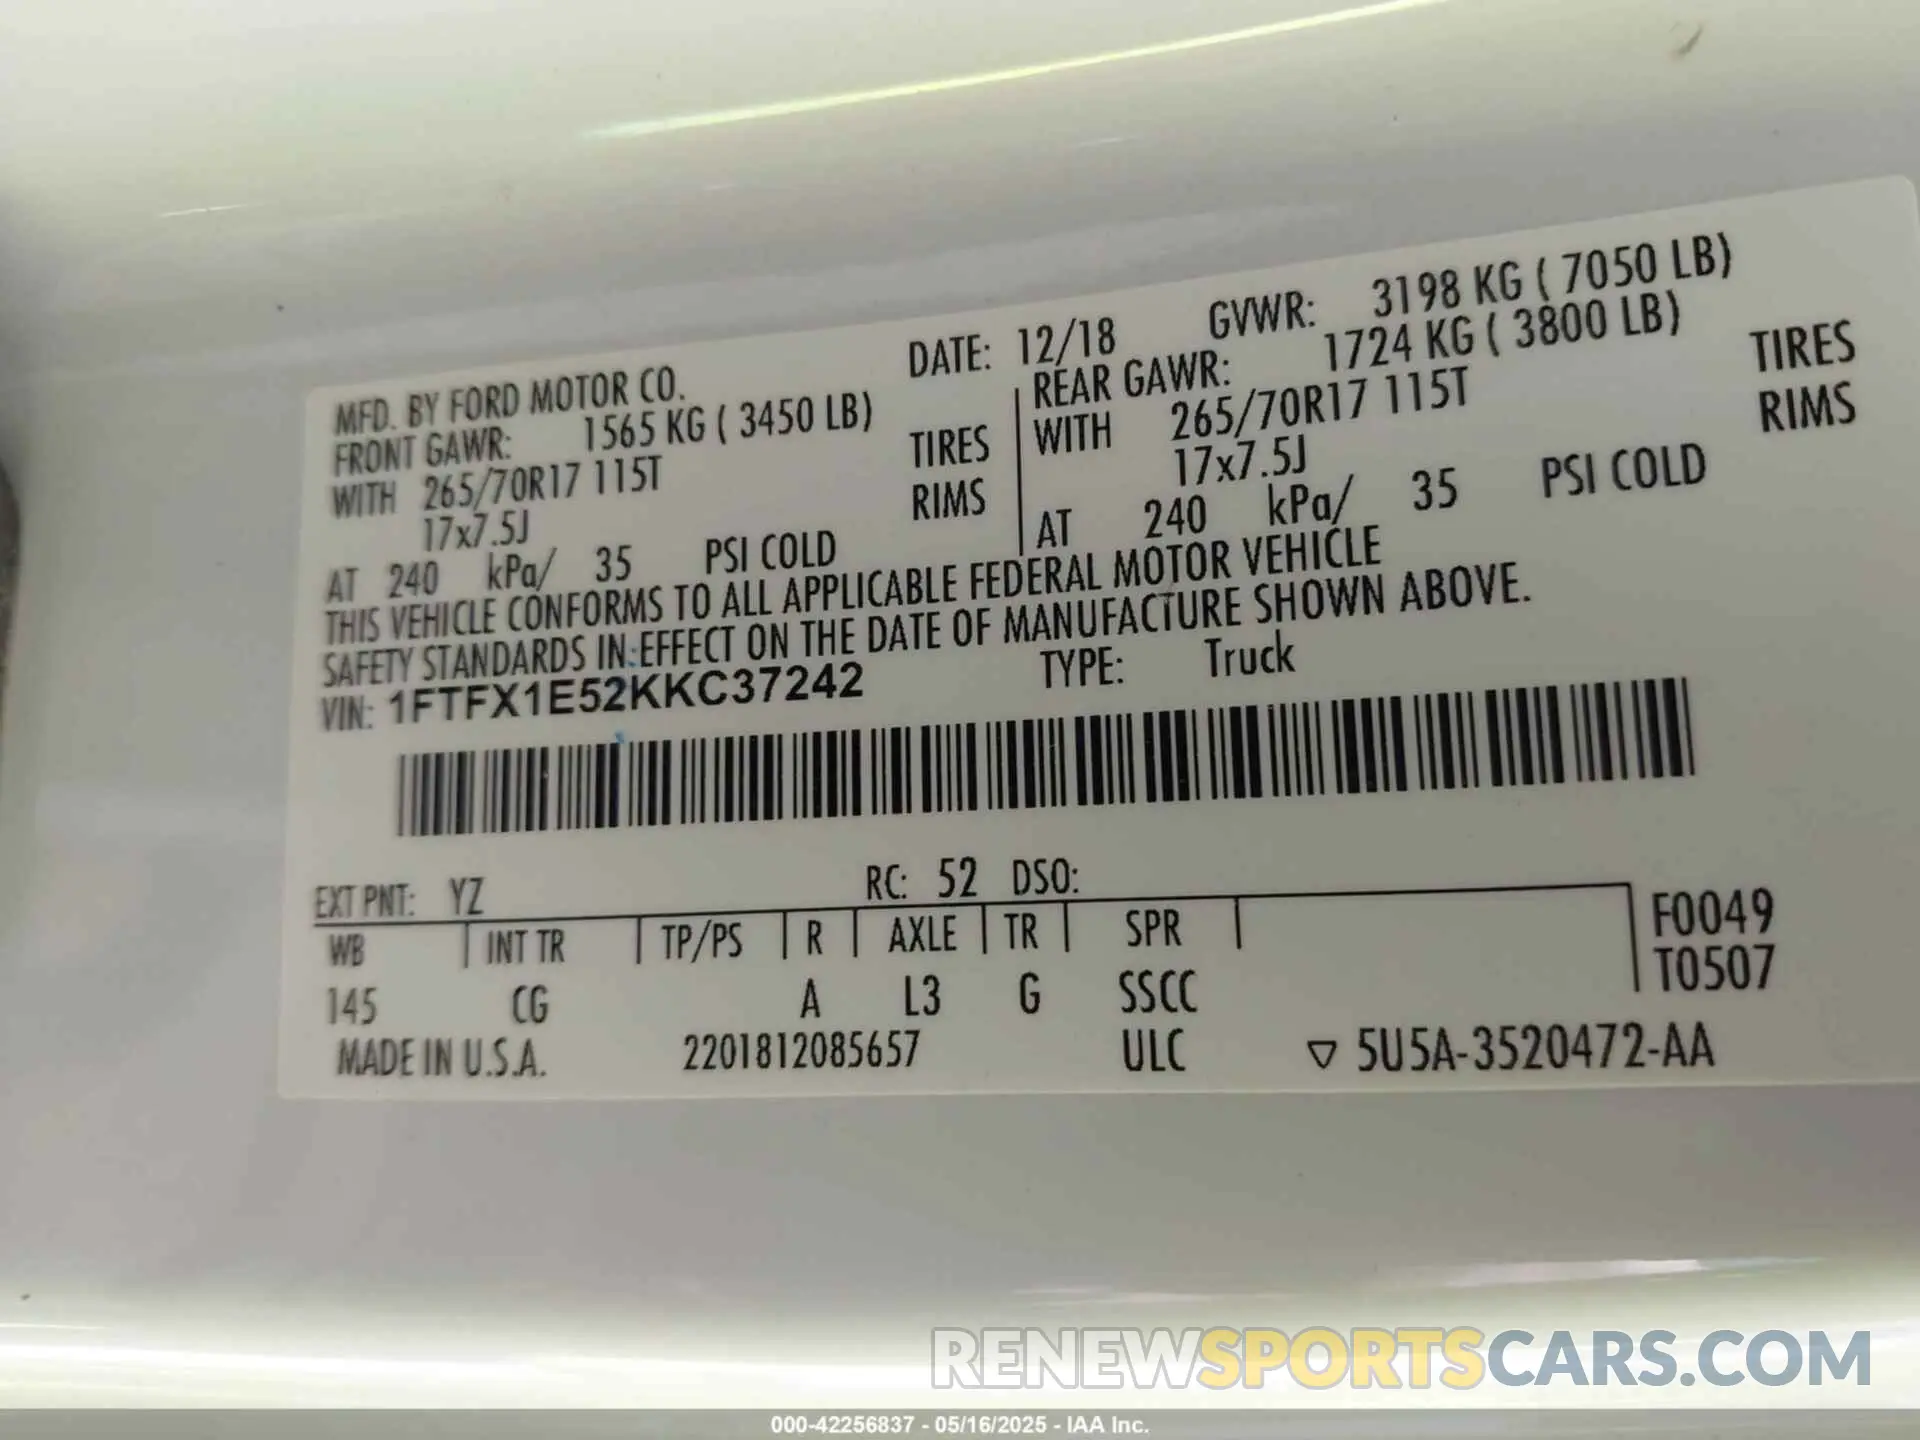 MFD. BY FORD MOTOR CO. DATE: 12/18 GVWR: 3198 KG ( 7050 LB)
FRONT GAWR: 1565 KG ( 3450 LB) REAR GAWR: 1724 KG ( 3800 LB)
WITH 265/70R17 115T TIRES WITH 265/70R17 115T TIRES
17x7.5J RIMS 17x7.5J RIMS
AT 240 kPa/ 35 PSI COLD AT 240 kPa/ 35 PSI COLD
THIS VEHICLE CONFORMS TO ALL APPLICABLE FEDERAL MOTOR VEHICLE
SAFETY STANDARDS IN EFFECT ON THE DATE OF MANUFACTURE SHOWN ABOVE.
VIN: 1FTFX1E52KKC37242 TYPE: Truck
EXT PNT: YZ RC: 52 DSO:
WB INT TR TP/PS R AXLE TR SPR F0049
145 CG A L3 G SSCC T0507
MADE IN U.S.A. 2201812085657 ULC ▽ 5U5A-3520472-AA
RENEWSPORTSCARS.COM
000-42256837 - 05/16/2025 - IAA Inc.